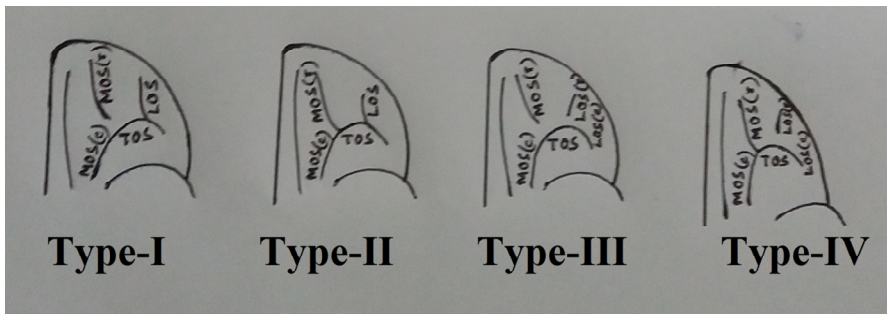 MOS(r) LOS TOS MOS(c)
MOS(r) LOS TOS MOS(c)
MOS(r) LOS(r) LOS(c) TOS MOS(c)
MOS(r) LOS(r) LOS(c) TOS MOS(c)
Type-I Type-II Type-III Type-IV